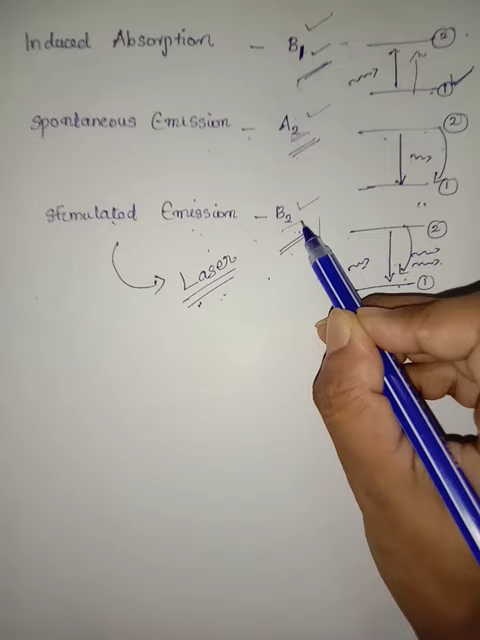 Induced Absorption - B1 ②
①
Spontaneous Emission - A2 ②
①
Stimulated Emission - B2 ②
①
Laser